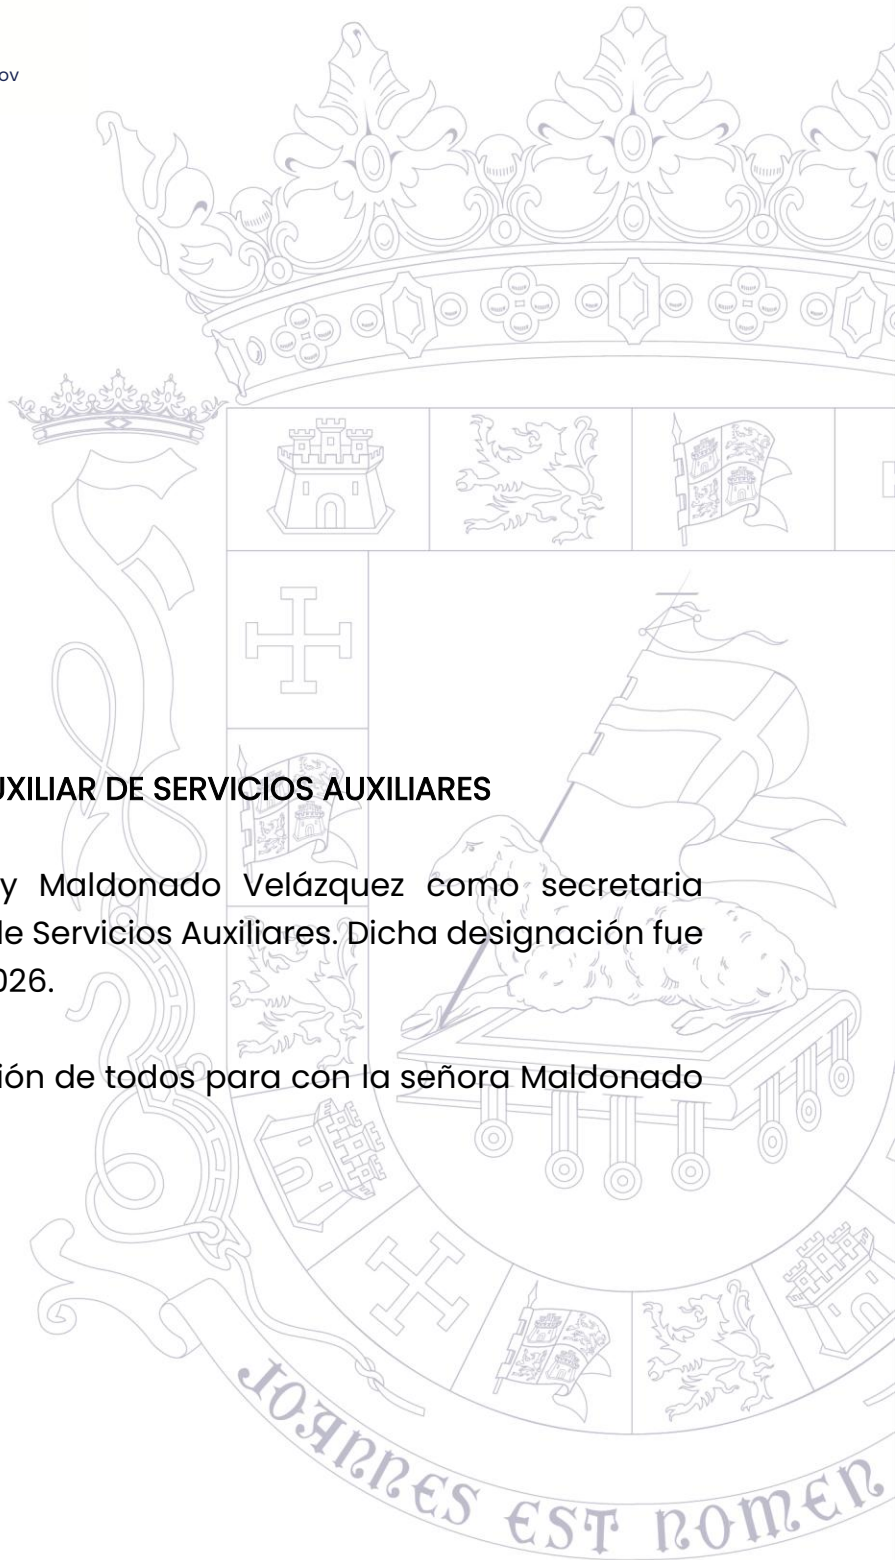 ov
UXILIAR DE SERVICIOS AUXILIARES
y Maldonado Velázquez como secretaria
de Servicios Auxiliares. Dicha designación fue
026.
ión de todos para con la señora Maldonado
JOANNES EST NOMEN